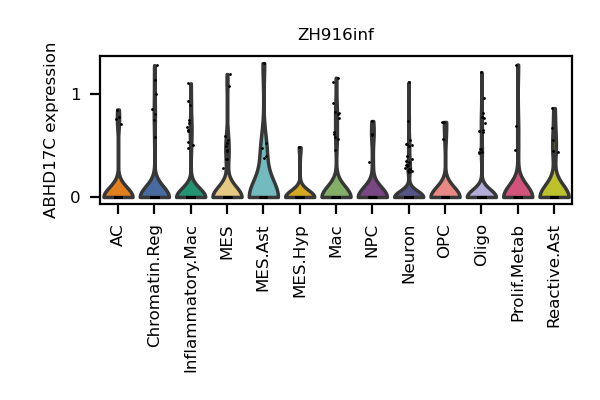 ZH916inf
ABHD17C expression
1
0
AC
Chromatin.Reg
Inflammatory.Mac
MES
MES.Ast
MES.Hyp
Mac
NPC
Neuron
OPC
Oligo
Prolif.Metab
Reactive.Ast